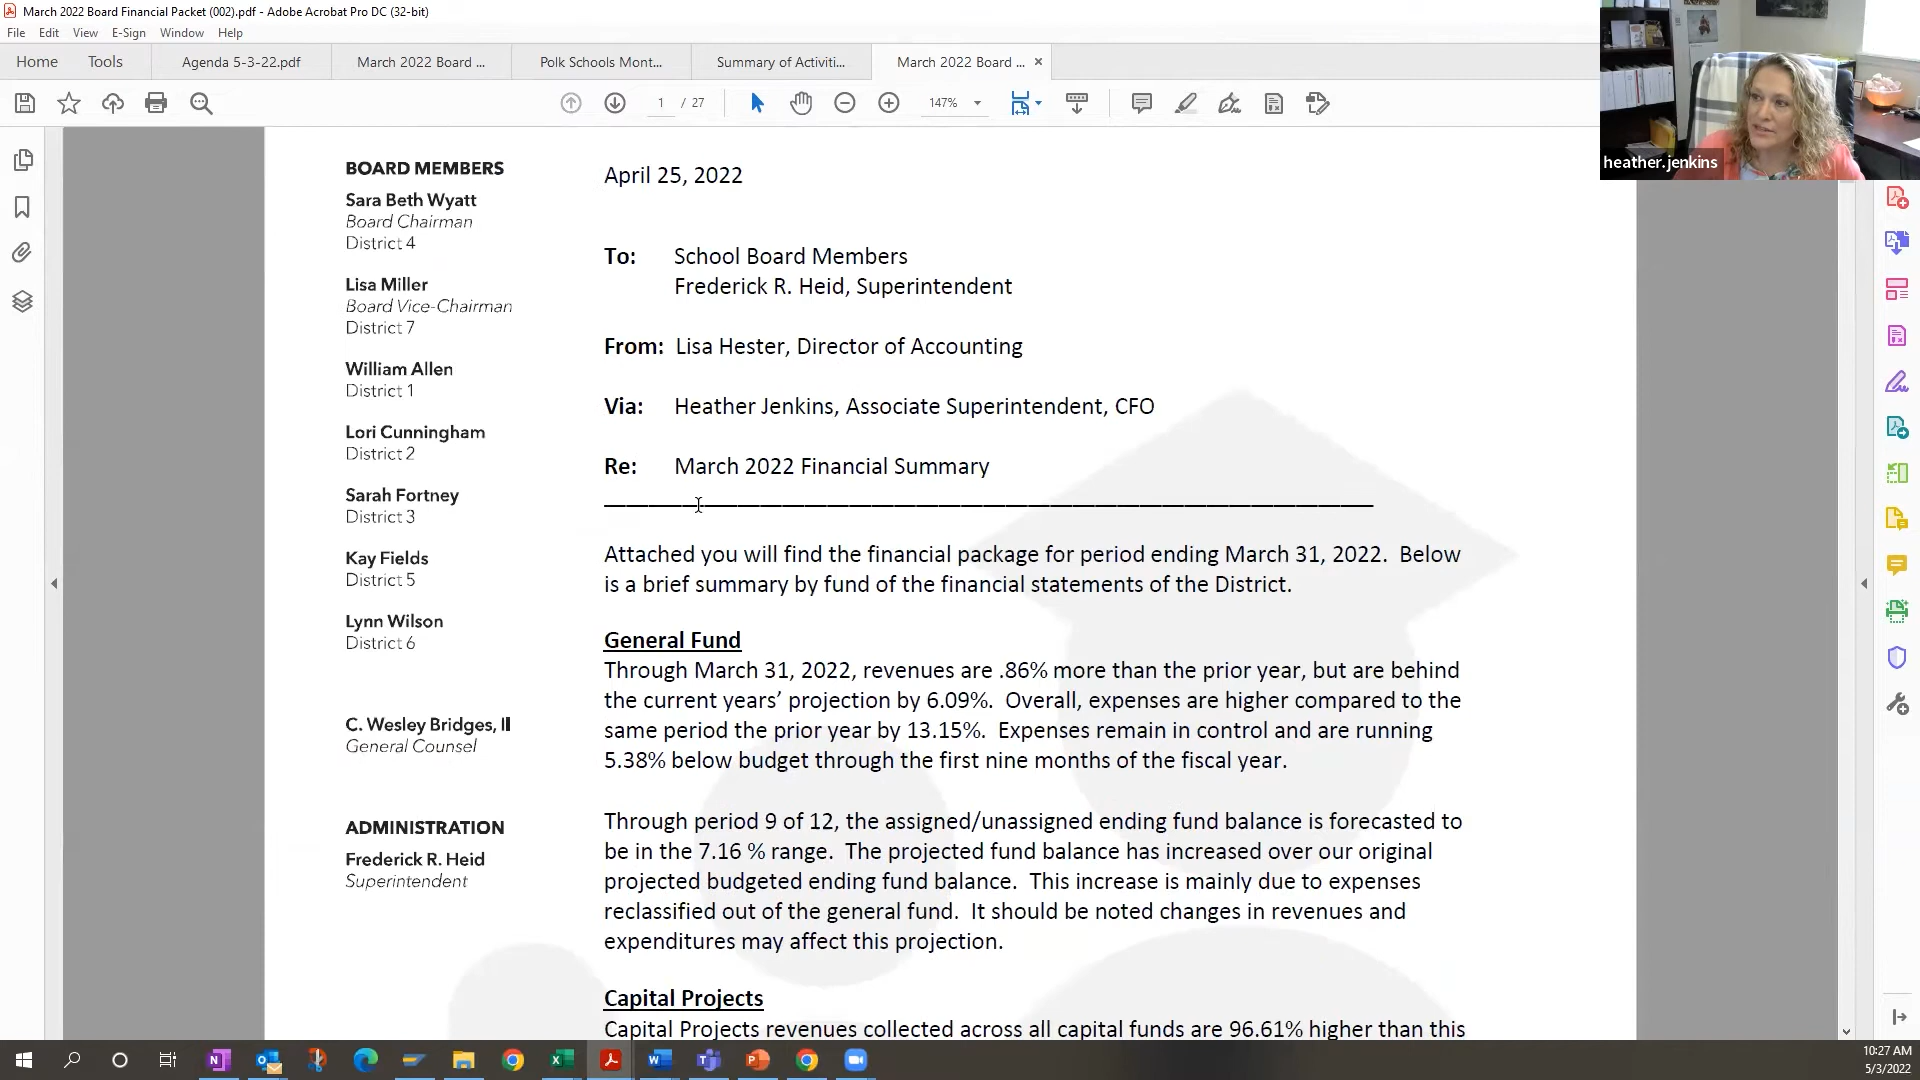 March 2022 Board Financial Packet (002).pdf - Adobe Acrobat Pro DC (32-bit)
File Edit View E-Sign Window Help
Home Tools Agenda 5-3-22.pdf March 2022 Board ... Polk Schools Mont... Summary of Activiti... March 2022 Board ... ×
1 / 27 147%
heather.jenkins
BOARD MEMBERS
Sara Beth Wyatt
Board Chairman
District 4
Lisa Miller
Board Vice-Chairman
District 7
William Allen
District 1
Lori Cunningham
District 2
Sarah Fortney
District 3
Kay Fields
District 5
Lynn Wilson
District 6
C. Wesley Bridges, II
General Counsel
ADMINISTRATION
Frederick R. Heid
Superintendent
April 25, 2022
To: School Board Members
Frederick R. Heid, Superintendent
From: Lisa Hester, Director of Accounting
Via: Heather Jenkins, Associate Superintendent, CFO
Re: March 2022 Financial Summary
Attached you will find the financial package for period ending March 31, 2022. Below
is a brief summary by fund of the financial statements of the District.
General Fund
Through March 31, 2022, revenues are .86% more than the prior year, but are behind
the current years’ projection by 6.09%. Overall, expenses are higher compared to the
same period the prior year by 13.15%. Expenses remain in control and are running
5.38% below budget through the first nine months of the fiscal year.
Through period 9 of 12, the assigned/unassigned ending fund balance is forecasted to
be in the 7.16 % range. The projected fund balance has increased over our original
projected budgeted ending fund balance. This increase is mainly due to expenses
reclassified out of the general fund. It should be noted changes in revenues and
expenditures may affect this projection.
Capital Projects
Capital Projects revenues collected across all capital funds are 96.61% higher than this
10:27 AM
5/3/2022